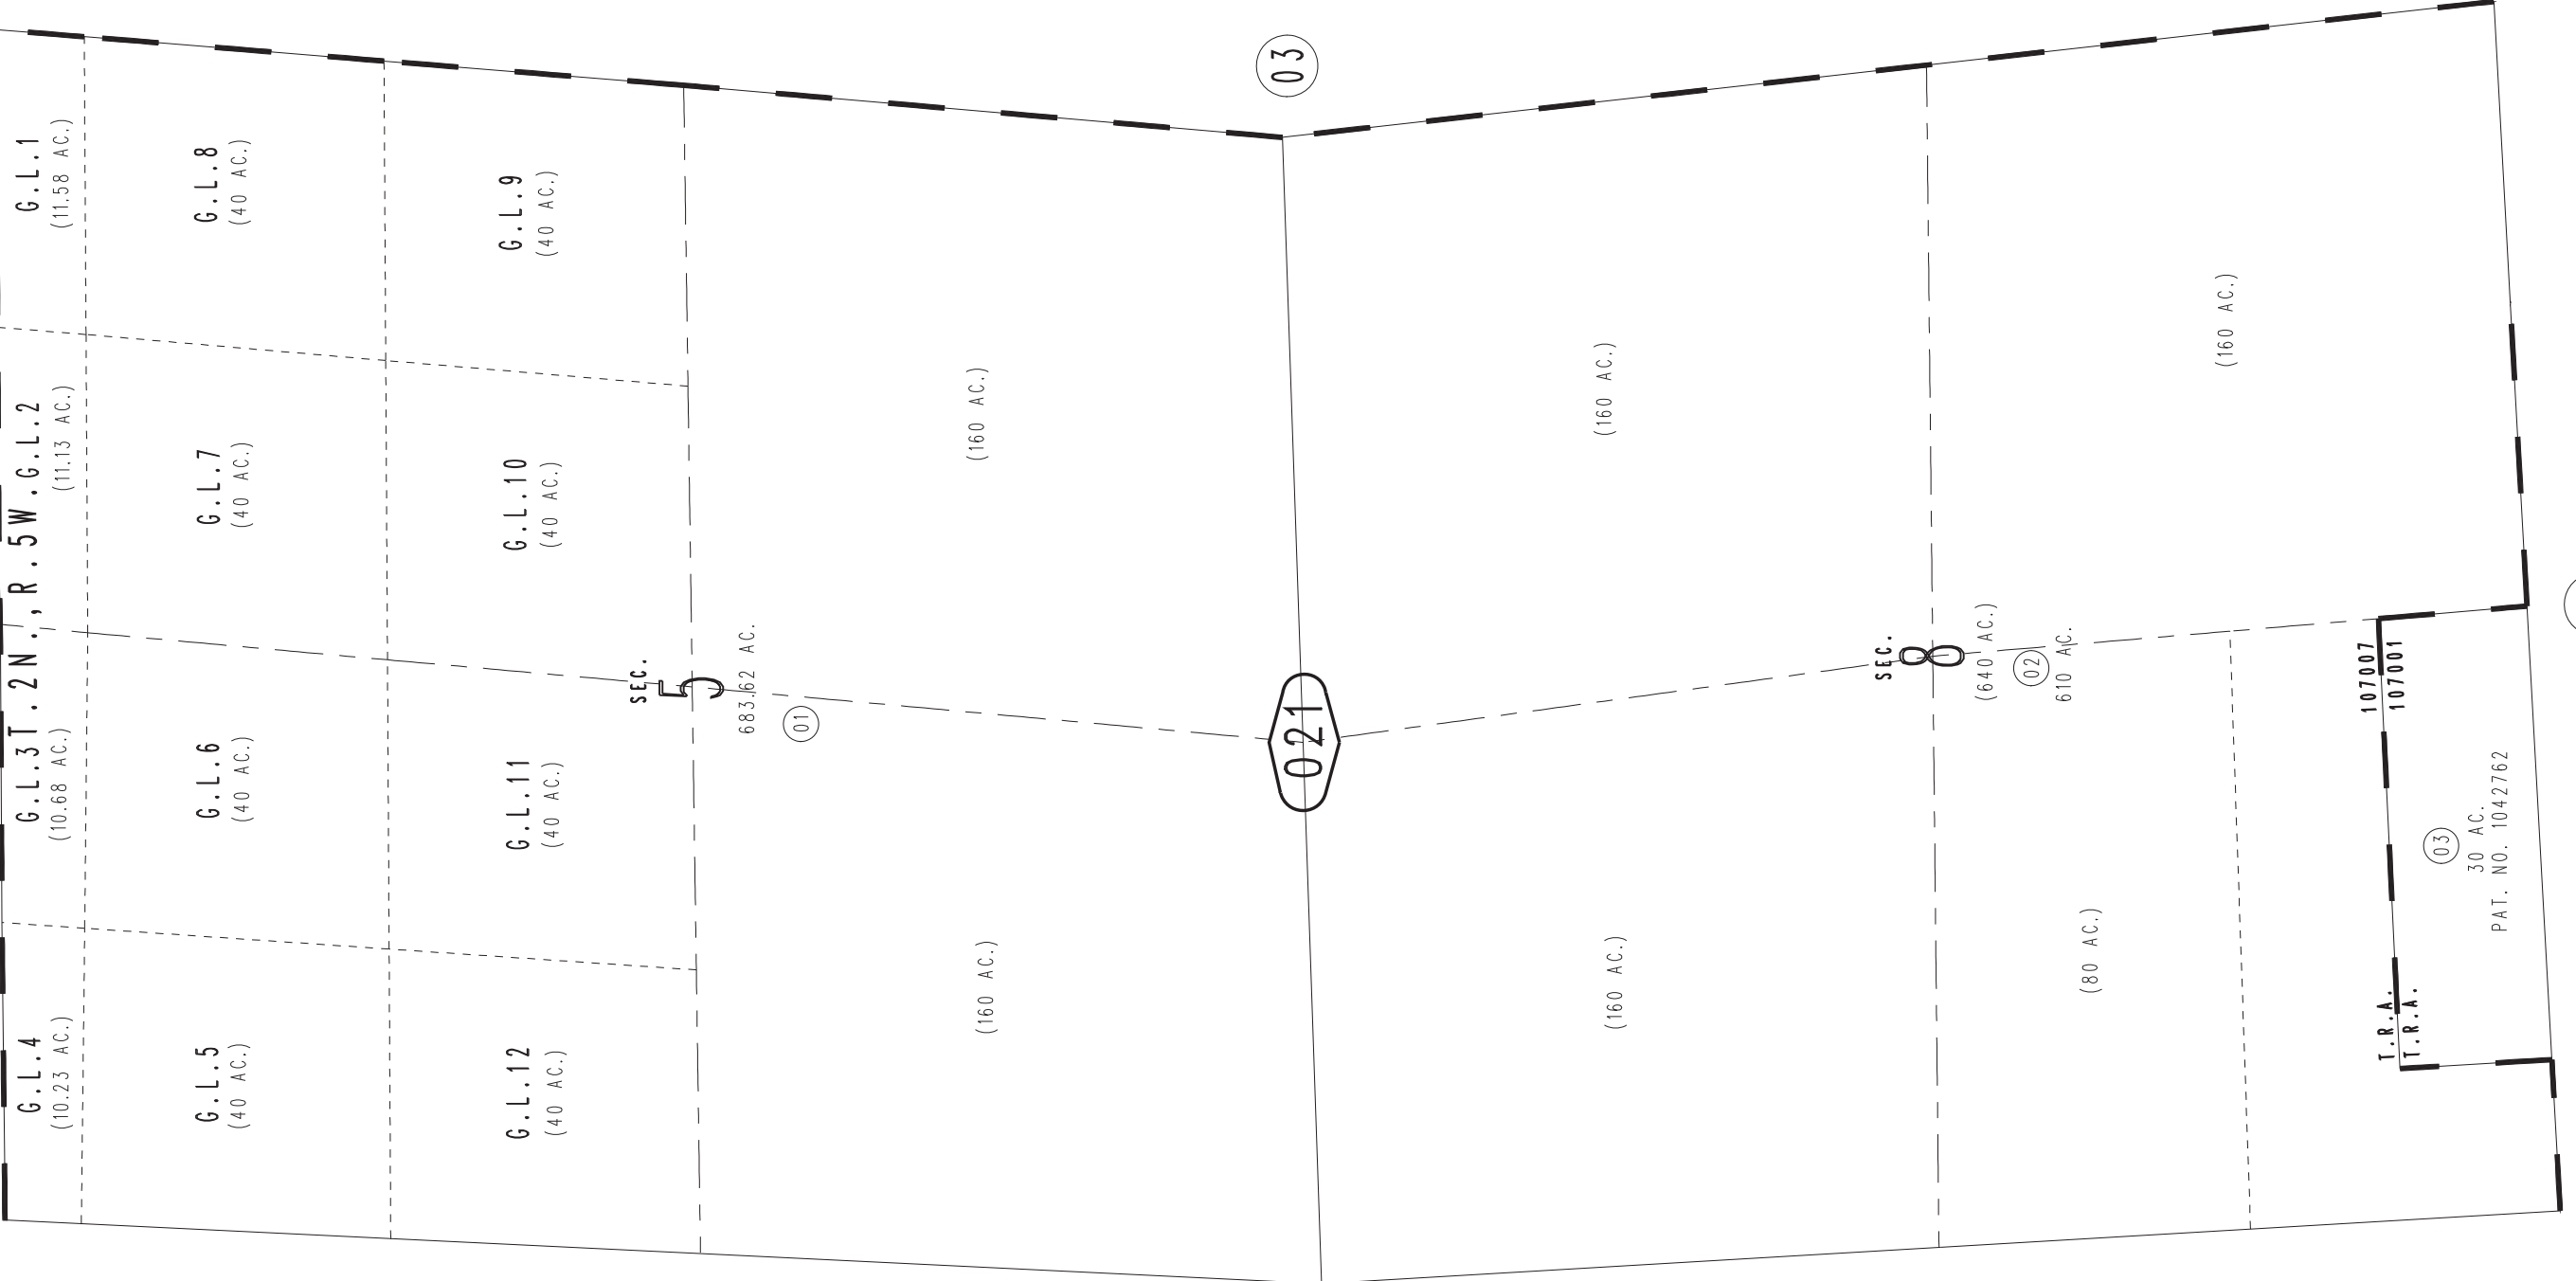 T.2N.,R.5W.
G.L.1
(11.58 AC.)
G.L.2
(11.13 AC.)
G.L.3
(10.68 AC.)
G.L.4
(10.23 AC.)
G.L.8
(40 AC.)
G.L.7
(40 AC.)
G.L.6
(40 AC.)
G.L.5
(40 AC.)
G.L.9
(40 AC.)
G.L.10
(40 AC.)
G.L.11
(40 AC.)
G.L.12
(40 AC.)
SEC.
5
683.62 AC.
01
(160 AC.)
(160 AC.)
03
021
(160 AC.)
(160 AC.)
SEC.
8
(640 AC.)
02
610 AC.
(160 AC.)
(80 AC.)
107007
107001
T.R.A.
T.R.A.
03
30 AC.
PAT. NO. 1042762